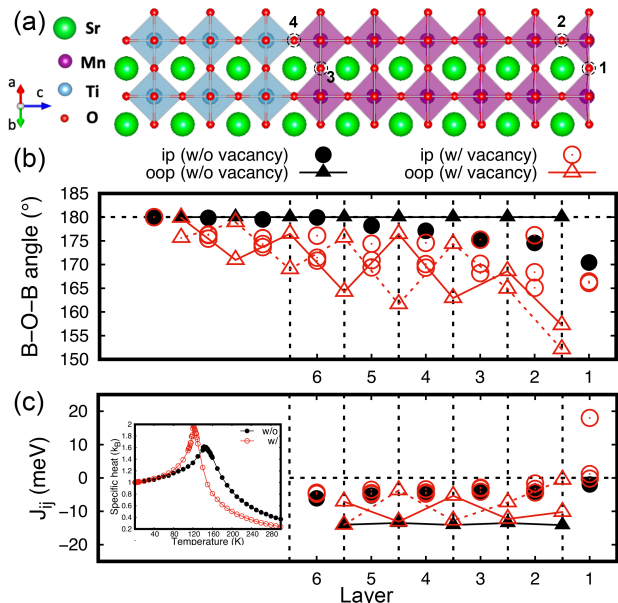 (a)
Sr
Mn
Ti
O
a
c
b
4
2
3
1
ip (w/o vacancy)
oop (w/o vacancy)
ip (w/ vacancy)
oop (w/ vacancy)
(b)
B−O−B angle (°)
185
180
175
170
165
160
155
150
6 5 4 3 2 1
(c)
J_ij (meV)
20
10
0
−10
−20
Specific heat (k_B)
2
1.8
1.6
1.4
1.2
1
0.8
0.6
0.4
0.2
w/o
w/
40 80 120 160 200 240 280
Temperature (K)
6 5 4 3 2 1
Layer